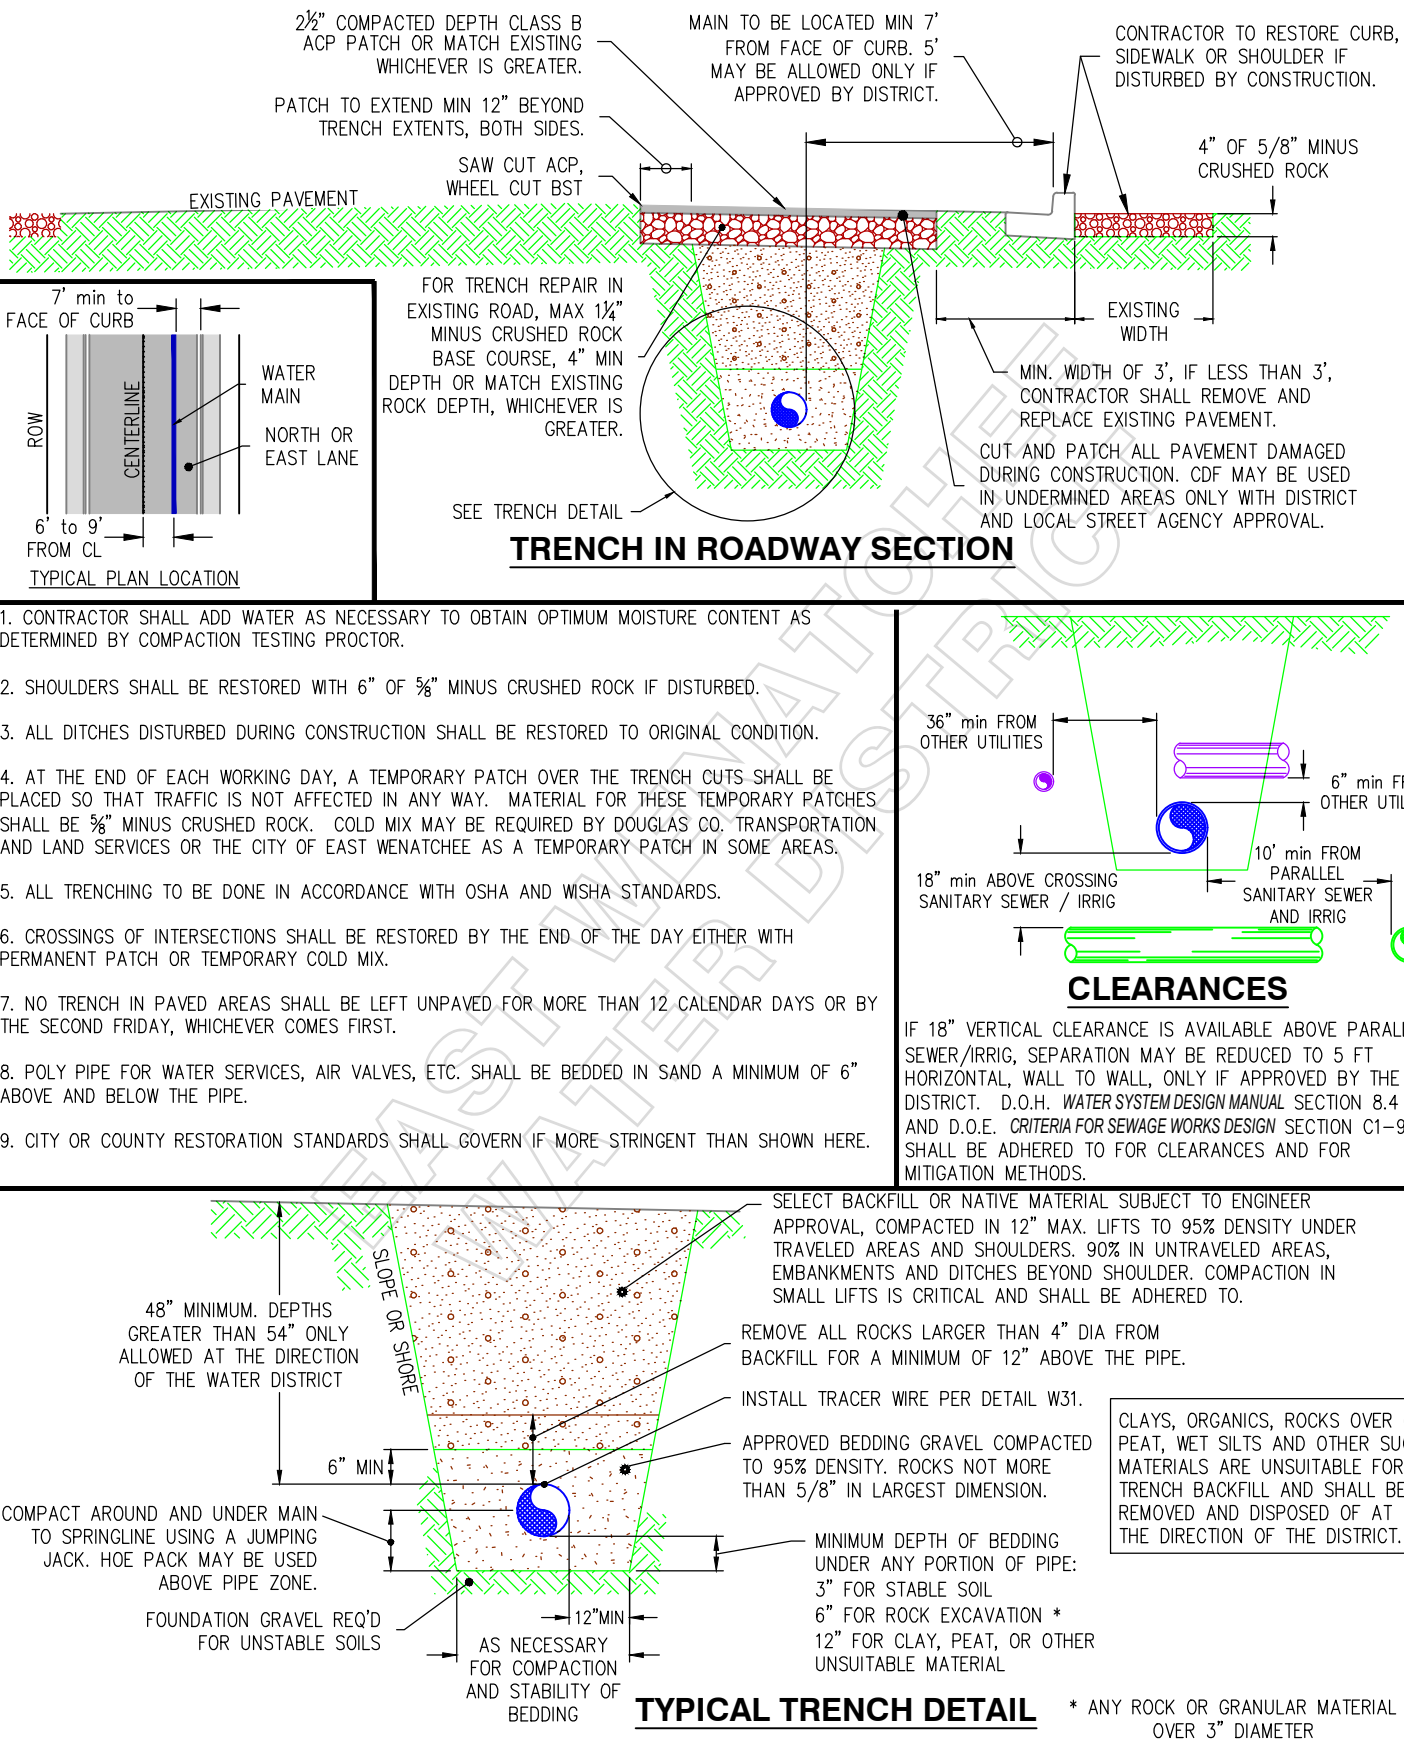 2½" COMPACTED DEPTH CLASS B
ACP PATCH OR MATCH EXISTING
WHICHEVER IS GREATER.
PATCH TO EXTEND MIN 12" BEYOND
TRENCH EXTENTS, BOTH SIDES.
SAW CUT ACP,
WHEEL CUT BST
EXISTING PAVEMENT
MAIN TO BE LOCATED MIN 7'
FROM FACE OF CURB. 5'
MAY BE ALLOWED ONLY IF
APPROVED BY DISTRICT.
CONTRACTOR TO RESTORE CURB,
SIDEWALK OR SHOULDER IF
DISTURBED BY CONSTRUCTION.
4" OF 5/8" MINUS
CRUSHED ROCK
FOR TRENCH REPAIR IN
EXISTING ROAD, MAX 1¼"
MINUS CRUSHED ROCK
BASE COURSE, 4" MIN
DEPTH OR MATCH EXISTING
ROCK DEPTH, WHICHEVER IS
GREATER.
SEE TRENCH DETAIL
EXISTING
WIDTH
MIN. WIDTH OF 3', IF LESS THAN 3',
CONTRACTOR SHALL REMOVE AND
REPLACE EXISTING PAVEMENT.
CUT AND PATCH ALL PAVEMENT DAMAGED
DURING CONSTRUCTION. CDF MAY BE USED
IN UNDERMINED AREAS ONLY WITH DISTRICT
AND LOCAL STREET AGENCY APPROVAL.
TRENCH IN ROADWAY SECTION
7' min to
FACE OF CURB
ROW
CENTERLINE
WATER
MAIN
NORTH OR
EAST LANE
6' to 9'
FROM CL
TYPICAL PLAN LOCATION
1. CONTRACTOR SHALL ADD WATER AS NECESSARY TO OBTAIN OPTIMUM MOISTURE CONTENT AS
DETERMINED BY COMPACTION TESTING PROCTOR.
2. SHOULDERS SHALL BE RESTORED WITH 6" OF ⅝" MINUS CRUSHED ROCK IF DISTURBED.
3. ALL DITCHES DISTURBED DURING CONSTRUCTION SHALL BE RESTORED TO ORIGINAL CONDITION.
4. AT THE END OF EACH WORKING DAY, A TEMPORARY PATCH OVER THE TRENCH CUTS SHALL BE
PLACED SO THAT TRAFFIC IS NOT AFFECTED IN ANY WAY. MATERIAL FOR THESE TEMPORARY PATCHES
SHALL BE ⅝" MINUS CRUSHED ROCK. COLD MIX MAY BE REQUIRED BY DOUGLAS CO. TRANSPORTATION
AND LAND SERVICES OR THE CITY OF EAST WENATCHEE AS A TEMPORARY PATCH IN SOME AREAS.
5. ALL TRENCHING TO BE DONE IN ACCORDANCE WITH OSHA AND WISHA STANDARDS.
6. CROSSINGS OF INTERSECTIONS SHALL BE RESTORED BY THE END OF THE DAY EITHER WITH
PERMANENT PATCH OR TEMPORARY COLD MIX.
7. NO TRENCH IN PAVED AREAS SHALL BE LEFT UNPAVED FOR MORE THAN 12 CALENDAR DAYS OR BY
THE SECOND FRIDAY, WHICHEVER COMES FIRST.
8. POLY PIPE FOR WATER SERVICES, AIR VALVES, ETC. SHALL BE BEDDED IN SAND A MINIMUM OF 6"
ABOVE AND BELOW THE PIPE.
9. CITY OR COUNTY RESTORATION STANDARDS SHALL GOVERN IF MORE STRINGENT THAN SHOWN HERE.
EAST WENATCHEE
WATER DISTRICT
36" min FROM
OTHER UTILITIES
6" min
OTHER
18" min ABOVE CROSSING
SANITARY SEWER / IRRIG
10' min FROM
PARALLEL
SANITARY SEWER
AND IRRIG
CLEARANCES
IF 18" VERTICAL CLEARANCE IS AVAILABLE ABOVE
SEWER/IRRIG, SEPARATION MAY BE REDUCED TO 5 FT
HORIZONTAL, WALL TO WALL, ONLY IF APPROVED BY THE
DISTRICT. D.O.H. WATER SYSTEM DESIGN MANUAL SECTION 8.4
AND D.O.E. CRITERIA FOR SEWAGE WORKS DESIGN SECTION C1-9
SHALL BE ADHERED TO FOR CLEARANCES AND FOR
MITIGATION METHODS.
SELECT BACKFILL OR NATIVE MATERIAL SUBJECT TO ENGINEER
APPROVAL, COMPACTED IN 12" MAX. LIFTS TO 95% DENSITY UNDER
TRAVELED AREAS AND SHOULDERS. 90% IN UNTRAVELED AREAS,
EMBANKMENTS AND DITCHES BEYOND SHOULDER. COMPACTION IN
SMALL LIFTS IS CRITICAL AND SHALL BE ADHERED TO.
SLOPE OR SHORE
48" MINIMUM. DEPTHS
GREATER THAN 54" ONLY
ALLOWED AT THE DIRECTION
OF THE WATER DISTRICT
REMOVE ALL ROCKS LARGER THAN 4" DIA FROM
BACKFILL FOR A MINIMUM OF 12" ABOVE THE PIPE.
INSTALL TRACER WIRE PER DETAIL W31.
6" MIN
APPROVED BEDDING GRAVEL COMPACTED
TO 95% DENSITY. ROCKS NOT MORE
THAN 5/8" IN LARGEST DIMENSION.
CLAYS, ORGANICS, ROCKS OVER
PEAT, WET SILTS AND OTHER
MATERIALS ARE UNSUITABLE FOR
TRENCH BACKFILL AND SHALL BE
REMOVED AND DISPOSED OF AT
THE DIRECTION OF THE DISTRICT.
COMPACT AROUND AND UNDER MAIN
TO SPRINGLINE USING A JUMPING
JACK. HOE PACK MAY BE USED
ABOVE PIPE ZONE.
FOUNDATION GRAVEL REQ'D
FOR UNSTABLE SOILS
12"MIN
AS NECESSARY
FOR COMPACTION
AND STABILITY OF
BEDDING
MINIMUM DEPTH OF BEDDING
UNDER ANY PORTION OF PIPE:
3" FOR STABLE SOIL
6" FOR ROCK EXCAVATION *
12" FOR CLAY, PEAT, OR OTHER
UNSUITABLE MATERIAL
TYPICAL TRENCH DETAIL
* ANY ROCK OR GRANULAR MATERIAL
OVER 3" DIAMETER